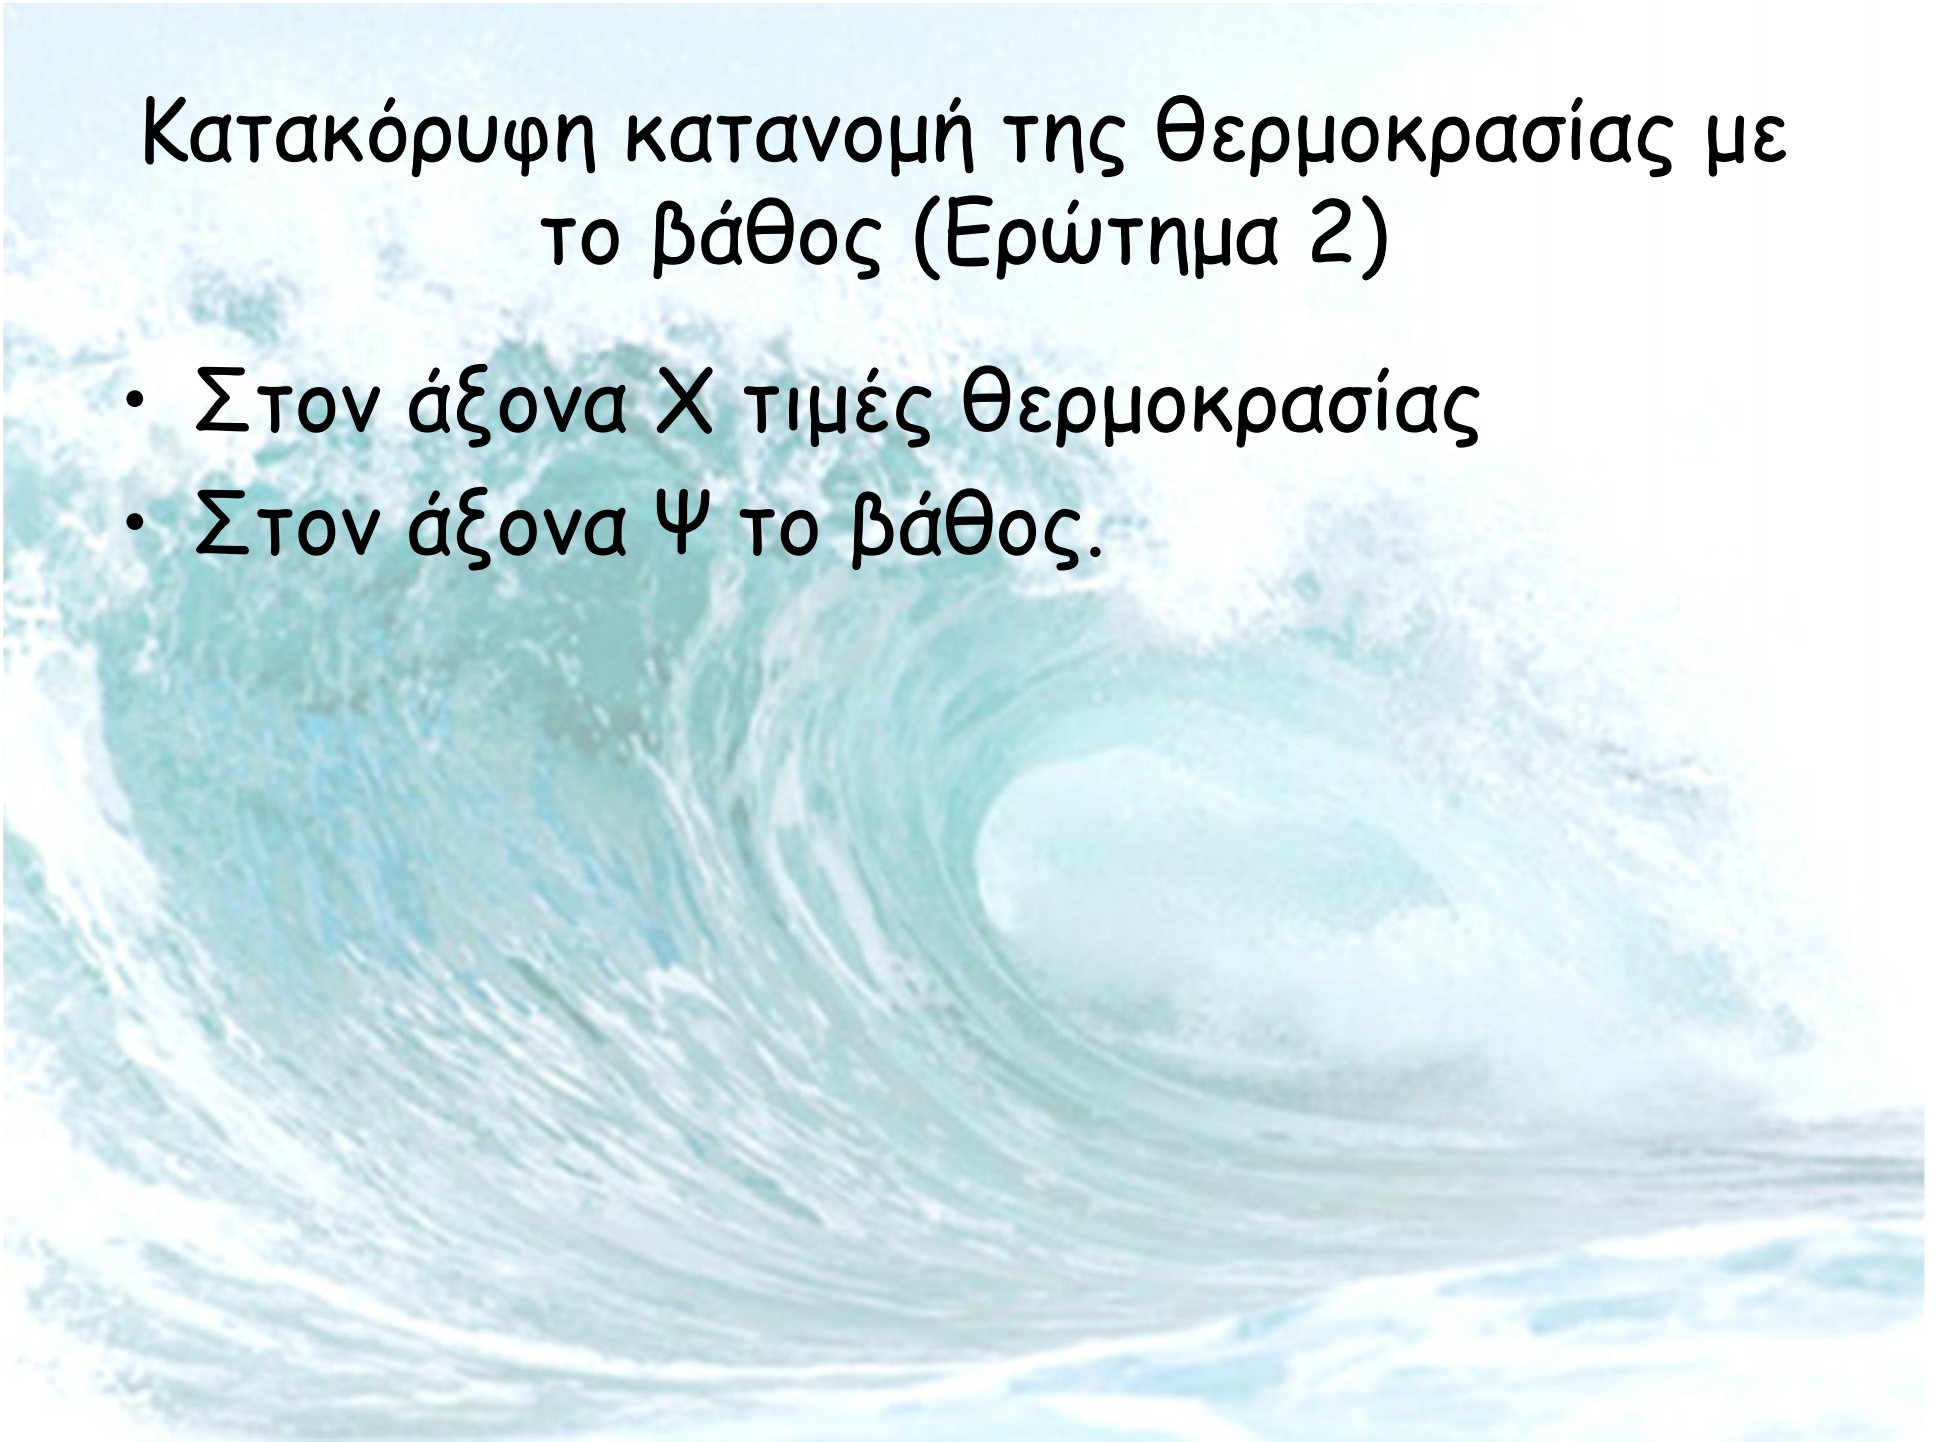 Κατακόρυφη κατανομή της θερμοκρασίας με
το βάθος (Ερώτημα 2)
• Στον άξονα Χ τιμές θερμοκρασίας
• Στον άξονα Ψ το βάθος.